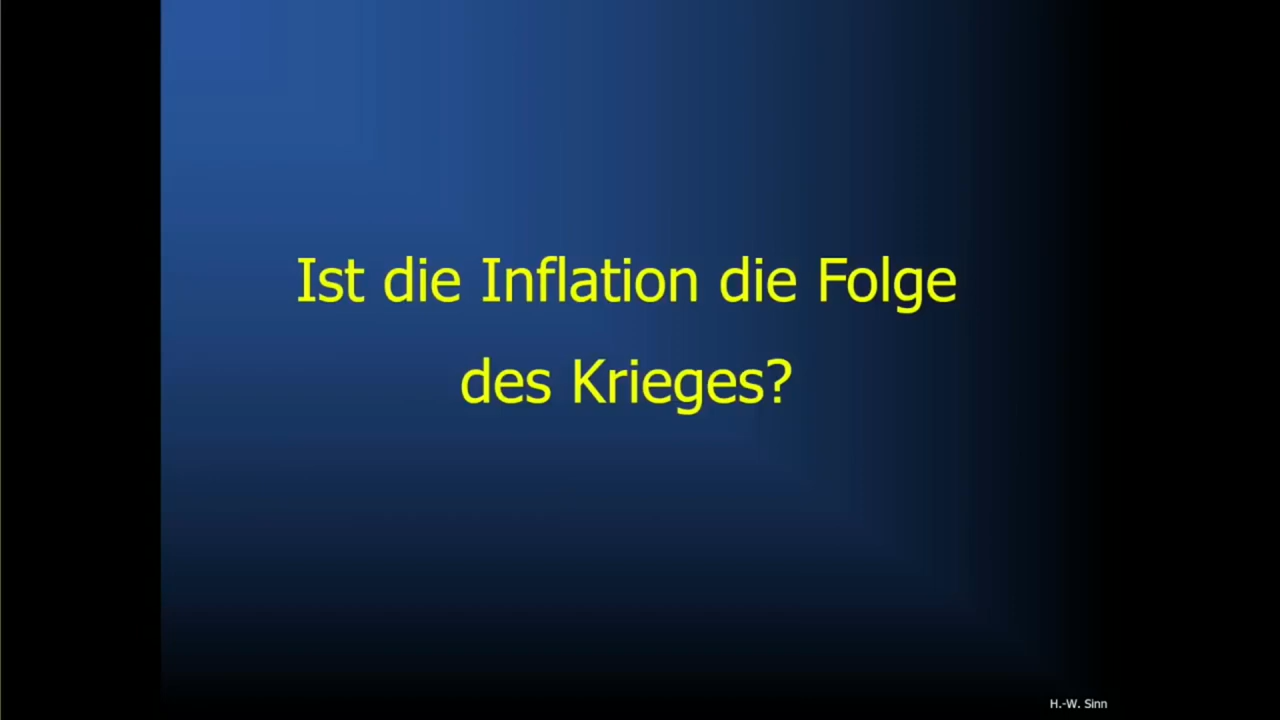 Ist die Inflation die Folge
des Krieges?
H.-W. Sinn